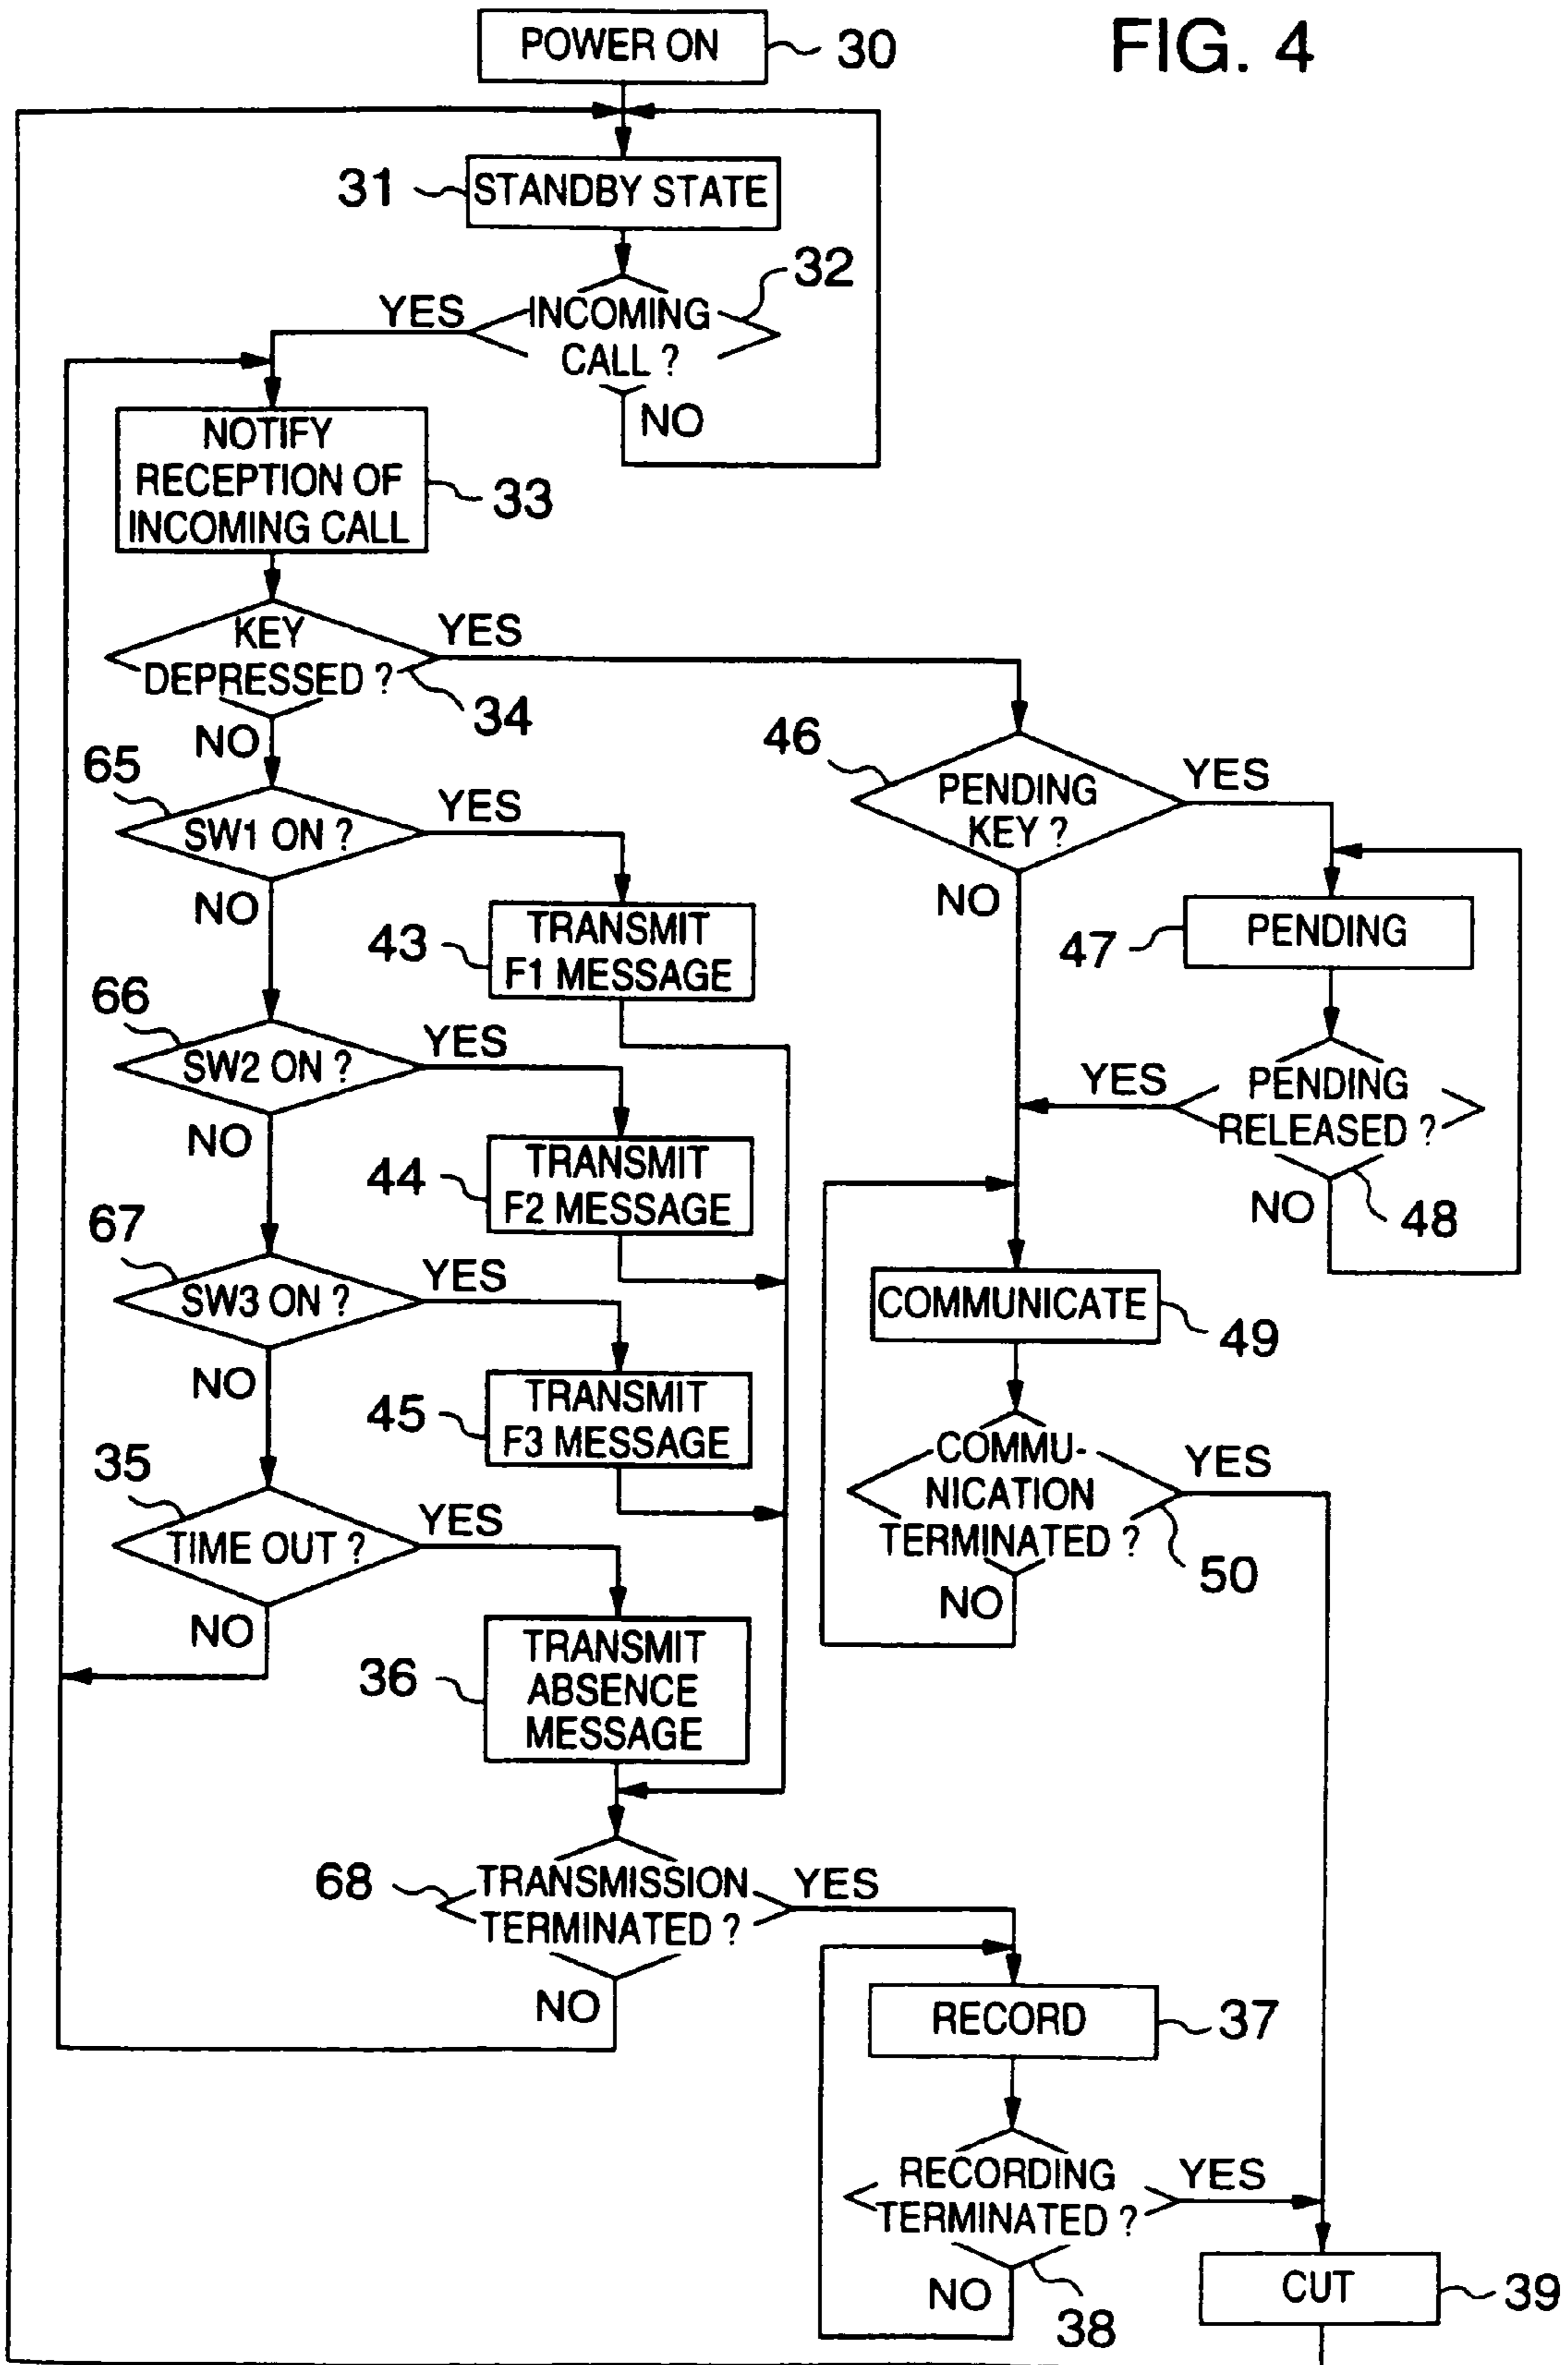 FIG. 4
POWER ON
30
31
STANDBY STATE
32
INCOMING
CALL ?
YES
NO
NOTIFY
RECEPTION OF
INCOMING CALL
33
KEY
DEPRESSED ?
YES
34
NO
65
SW1 ON ?
YES
NO
43
TRANSMIT
F1 MESSAGE
66
SW2 ON ?
YES
NO
44
TRANSMIT
F2 MESSAGE
67
SW3 ON ?
YES
NO
45
TRANSMIT
F3 MESSAGE
35
TIME OUT ?
YES
NO
36
TRANSMIT
ABSENCE
MESSAGE
68
TRANSMISSION
TERMINATED ?
YES
NO
46
PENDING
KEY ?
YES
NO
47
PENDING
PENDING
RELEASED ?
YES
NO
48
COMMUNICATE
49
COMMU-
NICATION
TERMINATED ?
YES
50
NO
RECORD
37
RECORDING
TERMINATED ?
YES
NO
38
CUT
39